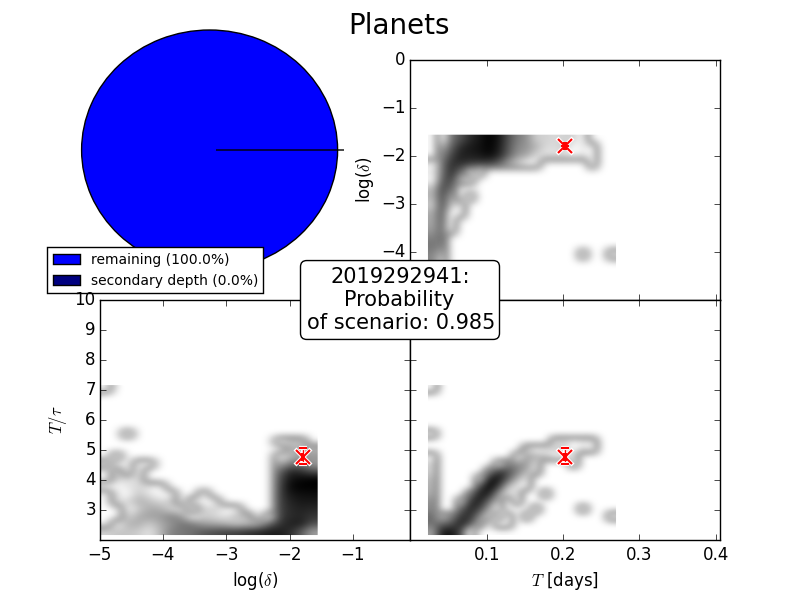 Planets
remaining (100.0%)
secondary depth (0.0%)
0
−1
−2
−3
−4
log(δ)
2019292941:
Probability
of scenario: 0.985
10
9
8
7
6
5
4
3
T/τ
−5
−4
−3
−2
−1
log(δ)
0.1
0.2
0.3
0.4
T [days]